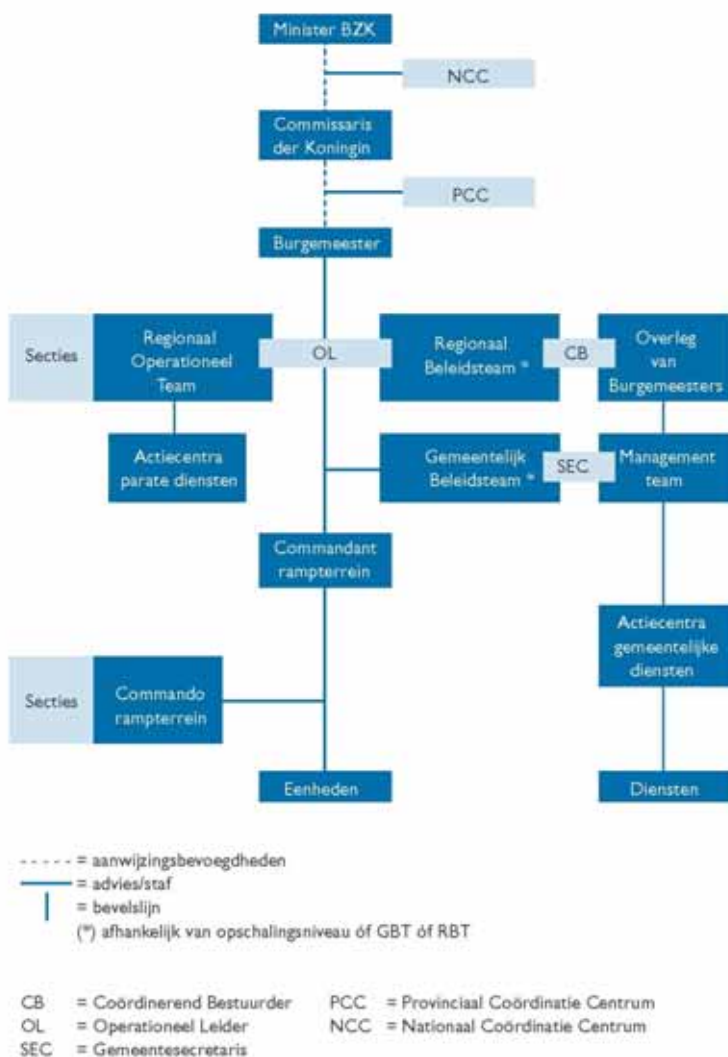 Minister BZK
NCC
Commissaris
der Koningin
PCC
Burgemeester
Secties
Regionaal
Operationeel
Team
OL
Regionaal
Beleidsteam *
CB
Overleg
van
Burgemeesters
Actiecentra
parate diensten
Gemeentelijk
Beleidsteam *
SEC
Management
team
Commandant
rampterrein
Actiecentra
gemeentelijke
diensten
Secties
Commando
rampterrein
Eenheden
Diensten
----- = aanwijzingsbevoegdheden
= advies/staf
= bevelslijn
(*) afhankelijk van opschalingsniveau óf GBT óf RBT
CB = Coördinerend Bestuurder PCC = Provinciaal Coördinatie Centrum
OL = Operationeel Leider NCC = Nationaal Coördinatie Centrum
SEC = Gemeentesecretaris